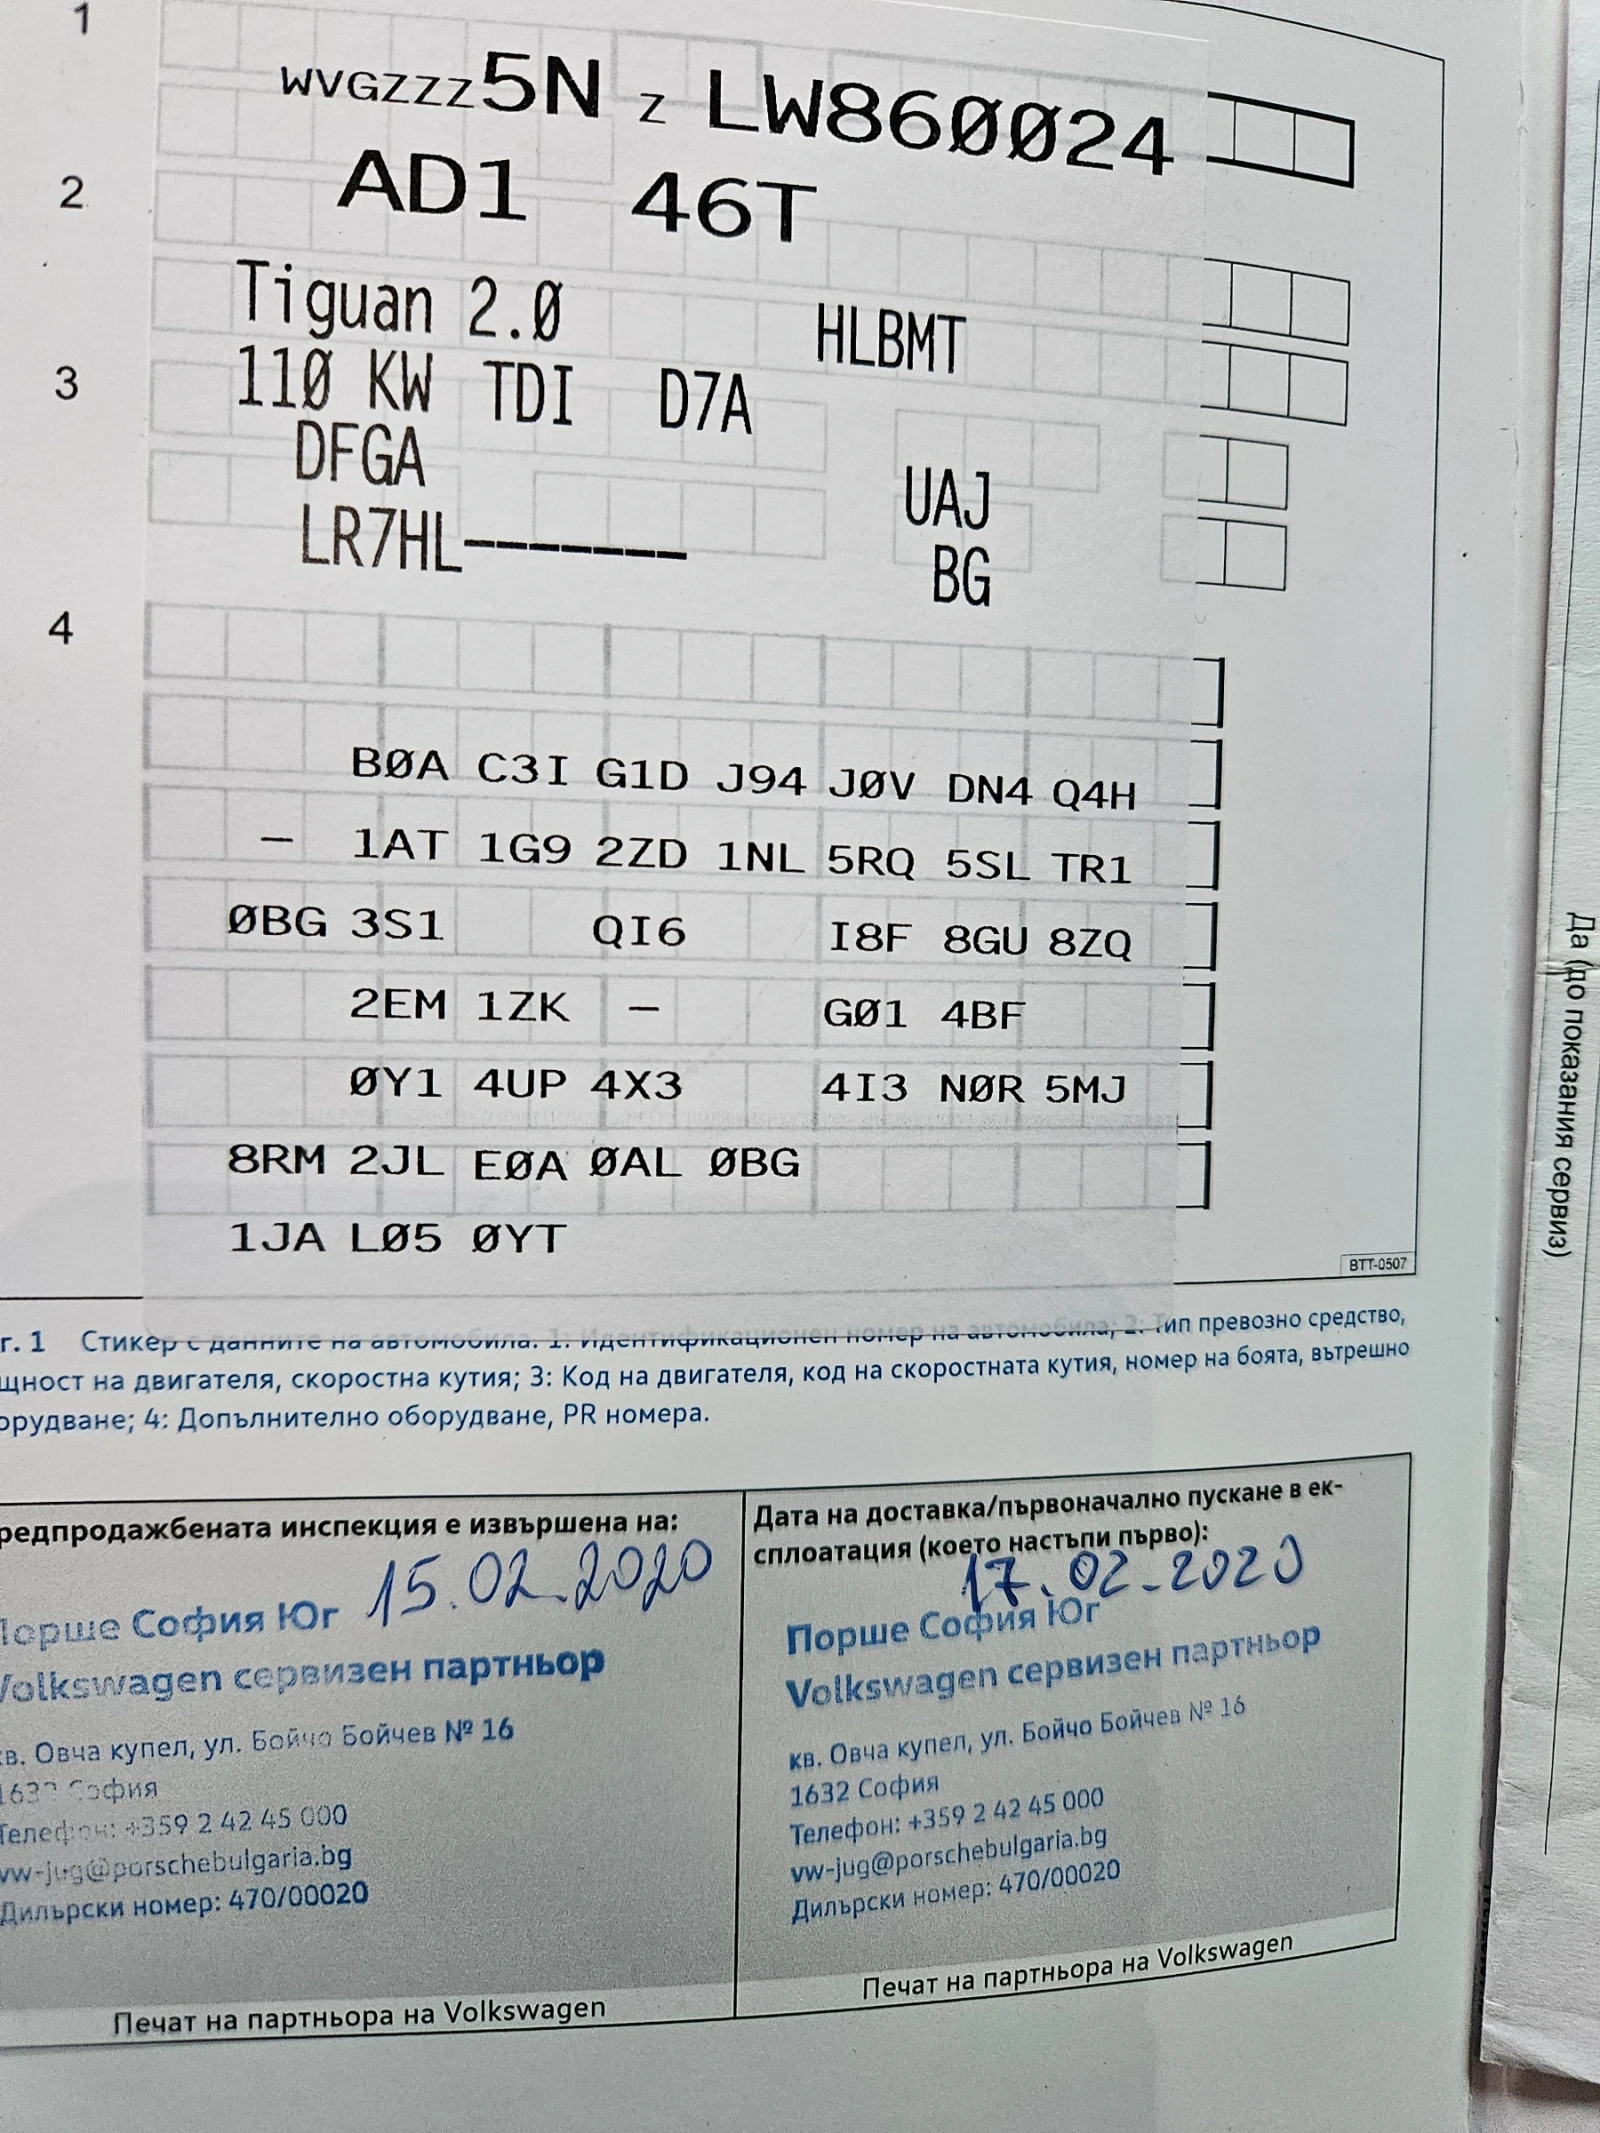 1
WVGZZZ5N Z LW860024
AD1 46T
2
Tiguan 2.0 HLBMT
110 KW TDI D7A
3
DFGA UAJ
LR7HL------- BG
4
B0A C3I G1D J94 J0V DN4 Q4H
- 1AT 1G9 2ZD 1NL 5RQ 5SL TR1
0BG 3S1 QI6 I8F 8GU 8ZQ
2EM 1ZK - G01 4BF
0Y1 4UP 4X3 4I3 N0R 5MJ
8RM 2JL E0A 0AL 0BG
1JA L05 0YT
BTT-0507
г. 1 Стикер с данните на автомобила. 1: Идентификационен номер на автомобила; 2: Тип превозно средство,
щност на двигателя, скоростна кутия; 3: Код на двигателя, код на скоростната кутия, номер на боята, вътрешно
орудване; 4: Допълнително оборудване, PR номера.
редпродажбената инспекция е извършена на:
15.02.2020
Порше София Юг
Volkswagen сервизен партньор
кв. Овча купел, ул. Бойчо Бойчев № 16
1632 София
Телефон: +359 2 42 45 000
vw-jug@porschebulgaria.bg
Дилърски номер: 470/00020
Печат на партньора на Volkswagen
Дата на доставка/първоначално пускане в ек-
сплоатация (което настъпи първо):
17.02.2020
Порше София Юг
Volkswagen сервизен партньор
кв. Овча купел, ул. Бойчо Бойчев № 16
1632 София
Телефон: +359 2 42 45 000
vw-jug@porschebulgaria.bg
Дилърски номер: 470/00020
Печат на партньора на Volkswagen
Да (до показания сервиз)